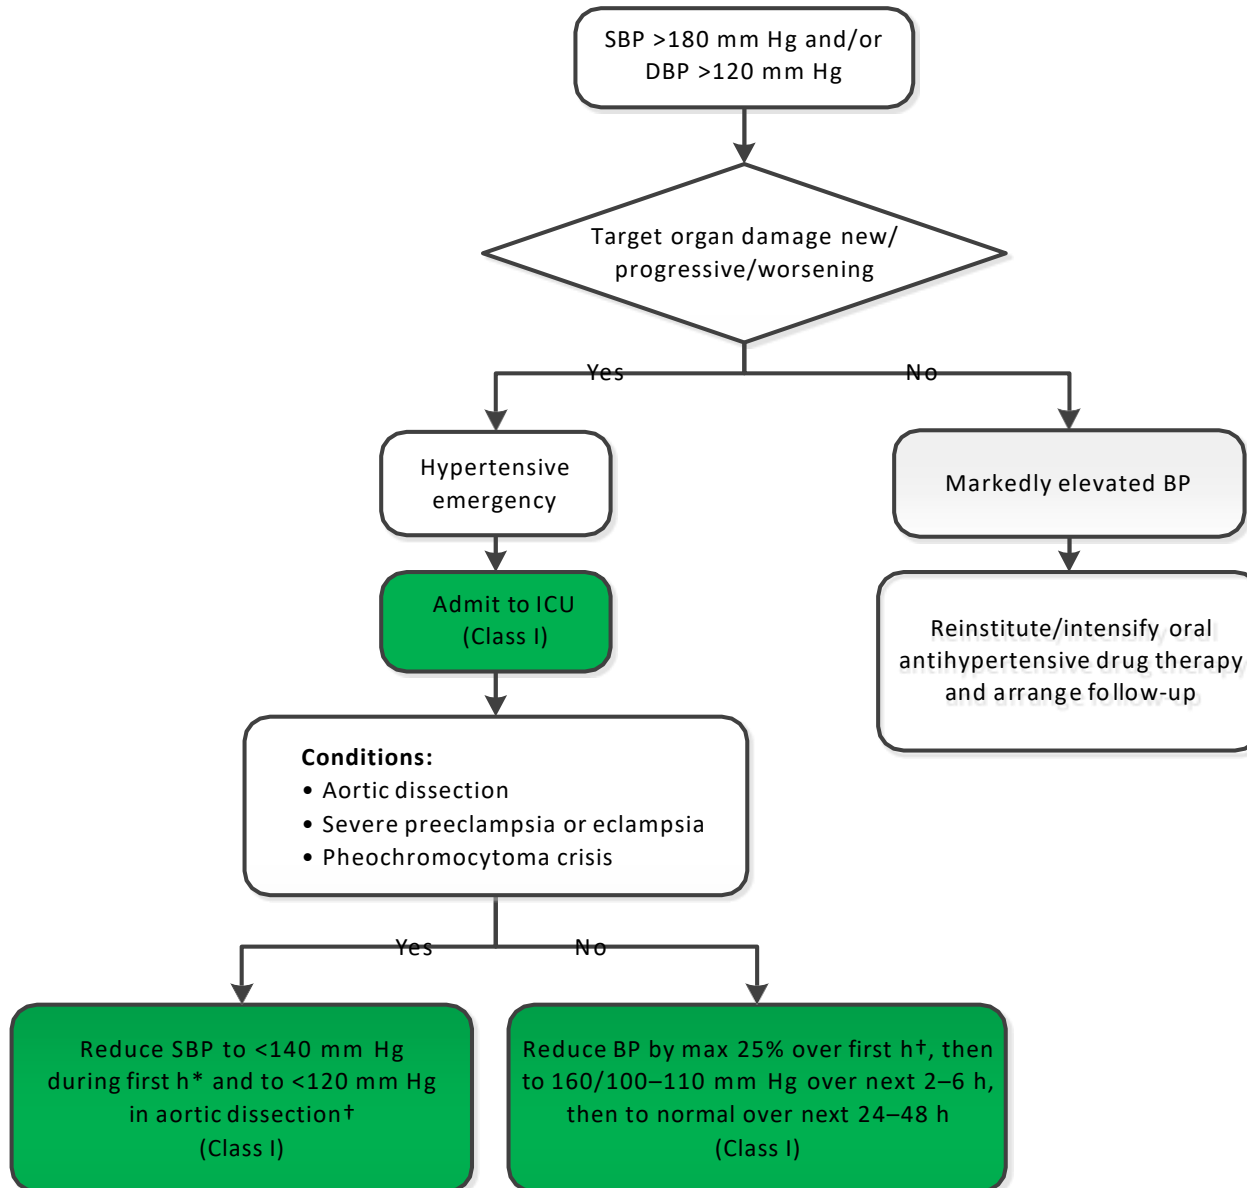 SBP >180 mm Hg and/or
DBP >120 mm Hg
Target organ damage new/
progressive/worsening
Yes
No
Hypertensive
emergency
Markedly elevated BP
Admit to ICU
(Class I)
Reinstitute/intensify oral
antihypertensive drug therapy
and arrange follow-up
Conditions:
• Aortic dissection
• Severe preeclampsia or eclampsia
• Pheochromocytoma crisis
Yes
No
Reduce SBP to <140 mm Hg
during first h* and to <120 mm Hg
in aortic dissection†
(Class I)
Reduce BP by max 25% over first h†, then
to 160/100–110 mm Hg over next 2–6 h,
then to normal over next 24–48 h
(Class I)